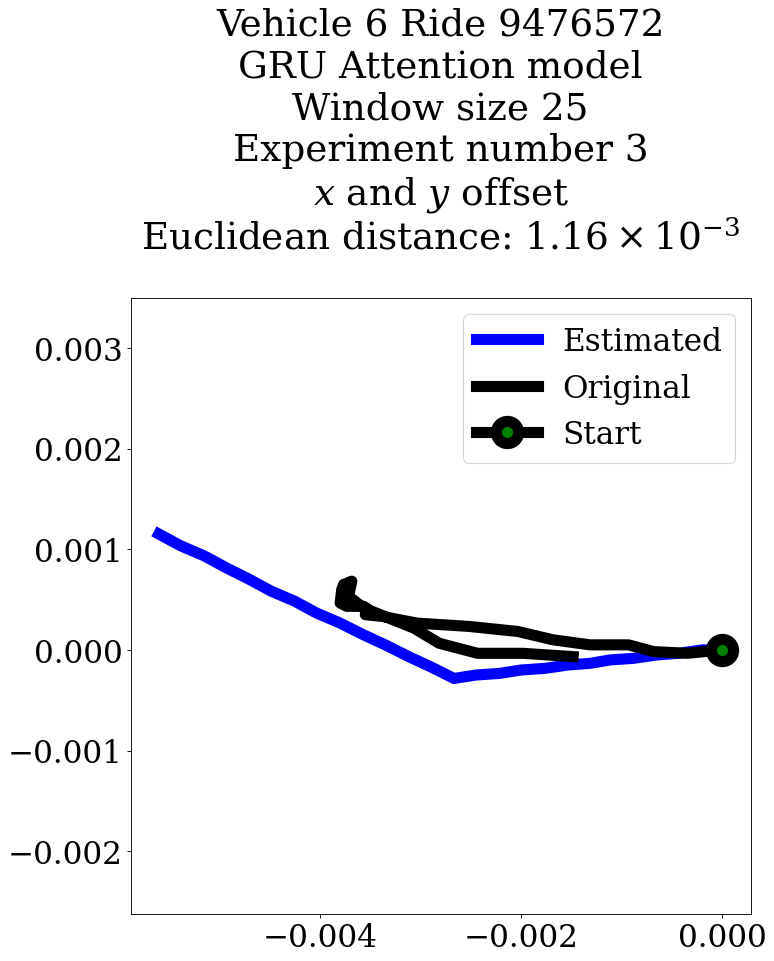 Vehicle 6 Ride 9476572
GRU Attention model
Window size 25
Experiment number 3
x and y offset
Euclidean distance: 1.16 × 10⁻³
Estimated
Original
Start
0.003
0.002
0.001
0.000
−0.001
−0.002
−0.004
−0.002
0.000